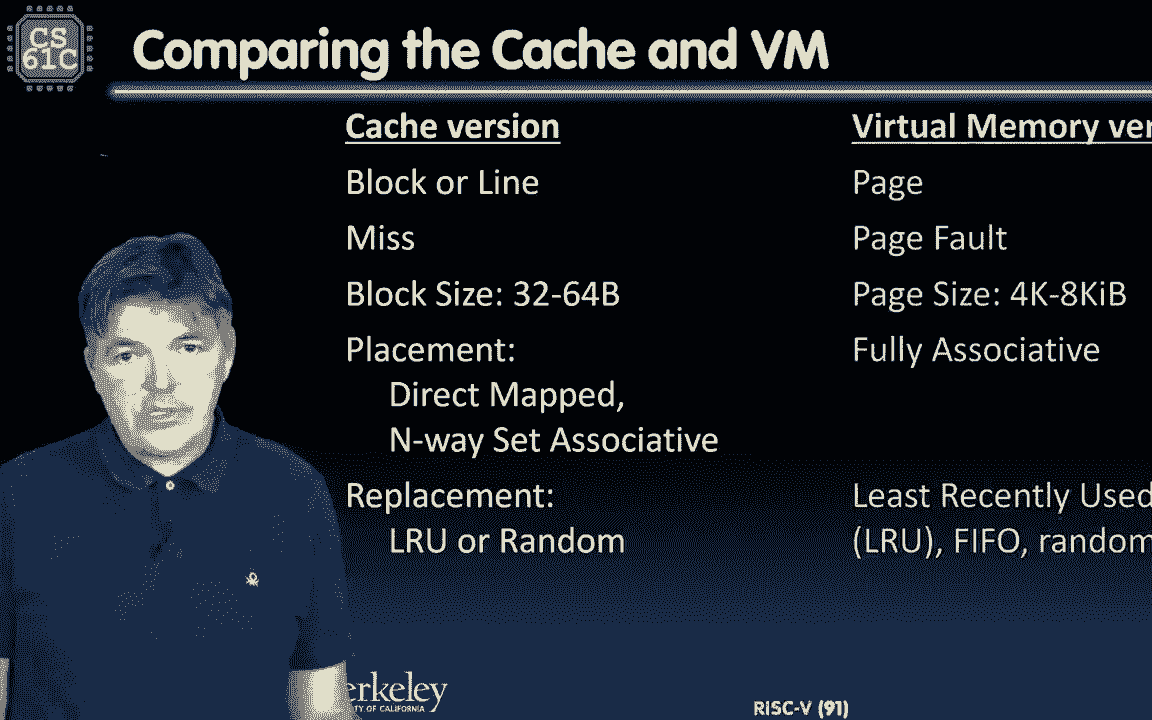 CS
61C
Comparing the Cache and VM
Cache version
Virtual Memory ver
Block or Line
Page
Miss
Page Fault
Block Size: 32-64B
Page Size: 4K-8KiB
Placement:
Fully Associative
Direct Mapped,
N-way Set Associative
Replacement:
Least Recently Used
LRU or Random
(LRU), FIFO, random
erkeley
TY OF CALIFORNIA
RISC-V (91)